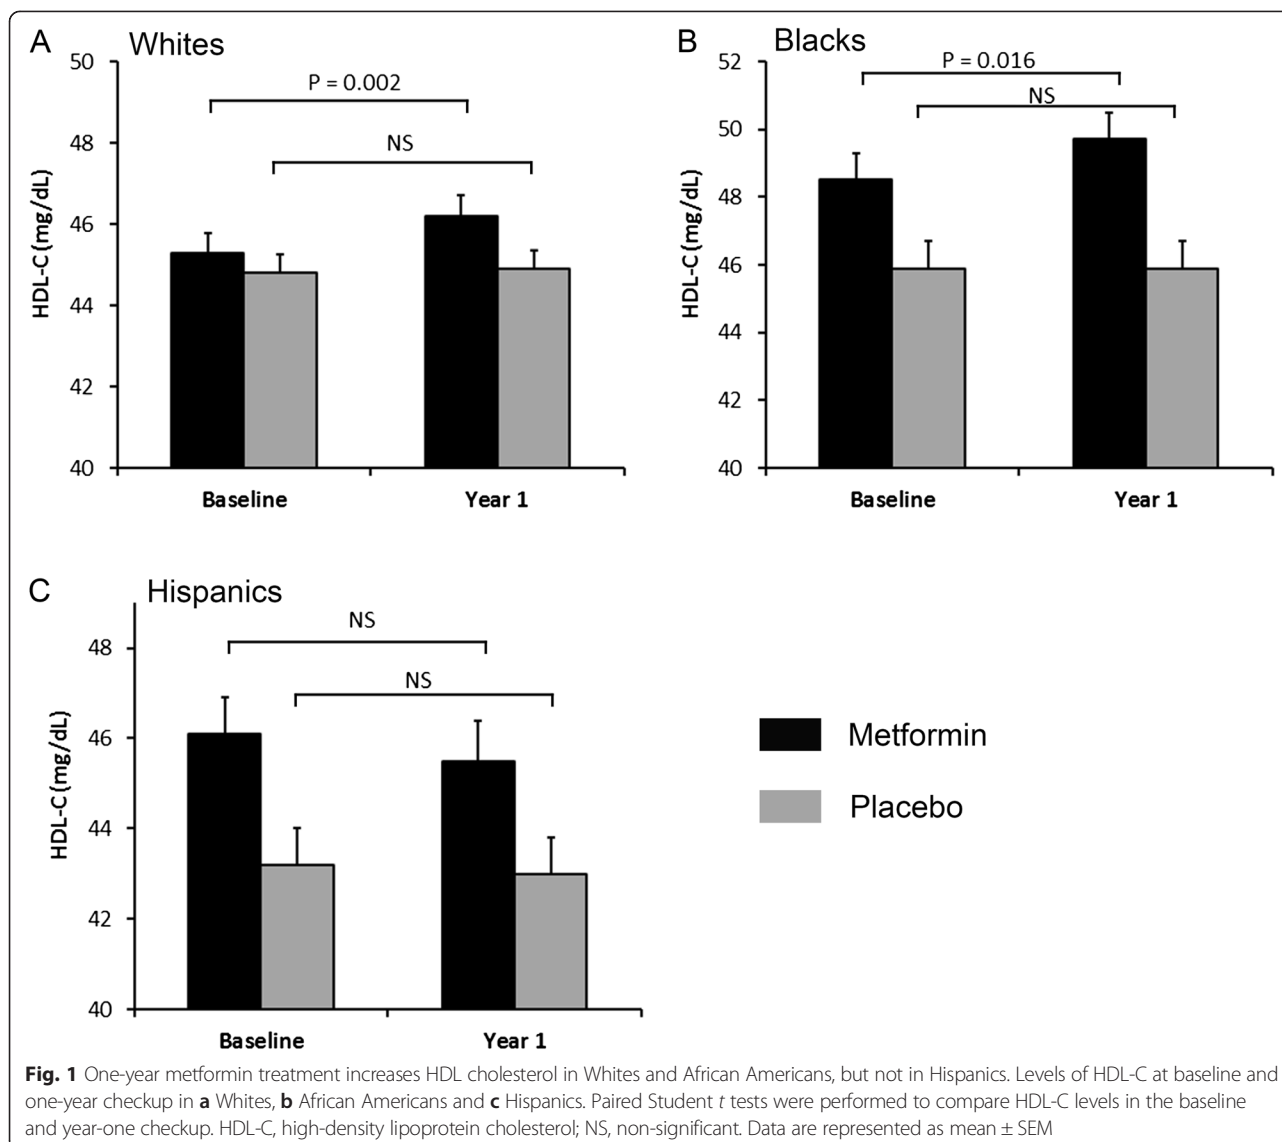 A Whites
50
48
46
44
42
40
HDL-C (mg/dL)
P = 0.002
NS
Baseline Year 1
B Blacks
52
50
48
46
44
42
40
HDL-C (mg/dL)
P = 0.016
NS
Baseline Year 1
C Hispanics
48
46
44
42
40
HDL-C (mg/dL)
NS
NS
Baseline Year 1
Metformin
Placebo
Fig. 1 One-year metformin treatment increases HDL cholesterol in Whites and African Americans, but not in Hispanics. Levels of HDL-C at baseline and
one-year checkup in a Whites, b African Americans and c Hispanics. Paired Student t tests were performed to compare HDL-C levels in the baseline
and year-one checkup. HDL-C, high-density lipoprotein cholesterol; NS, non-significant. Data are represented as mean ± SEM